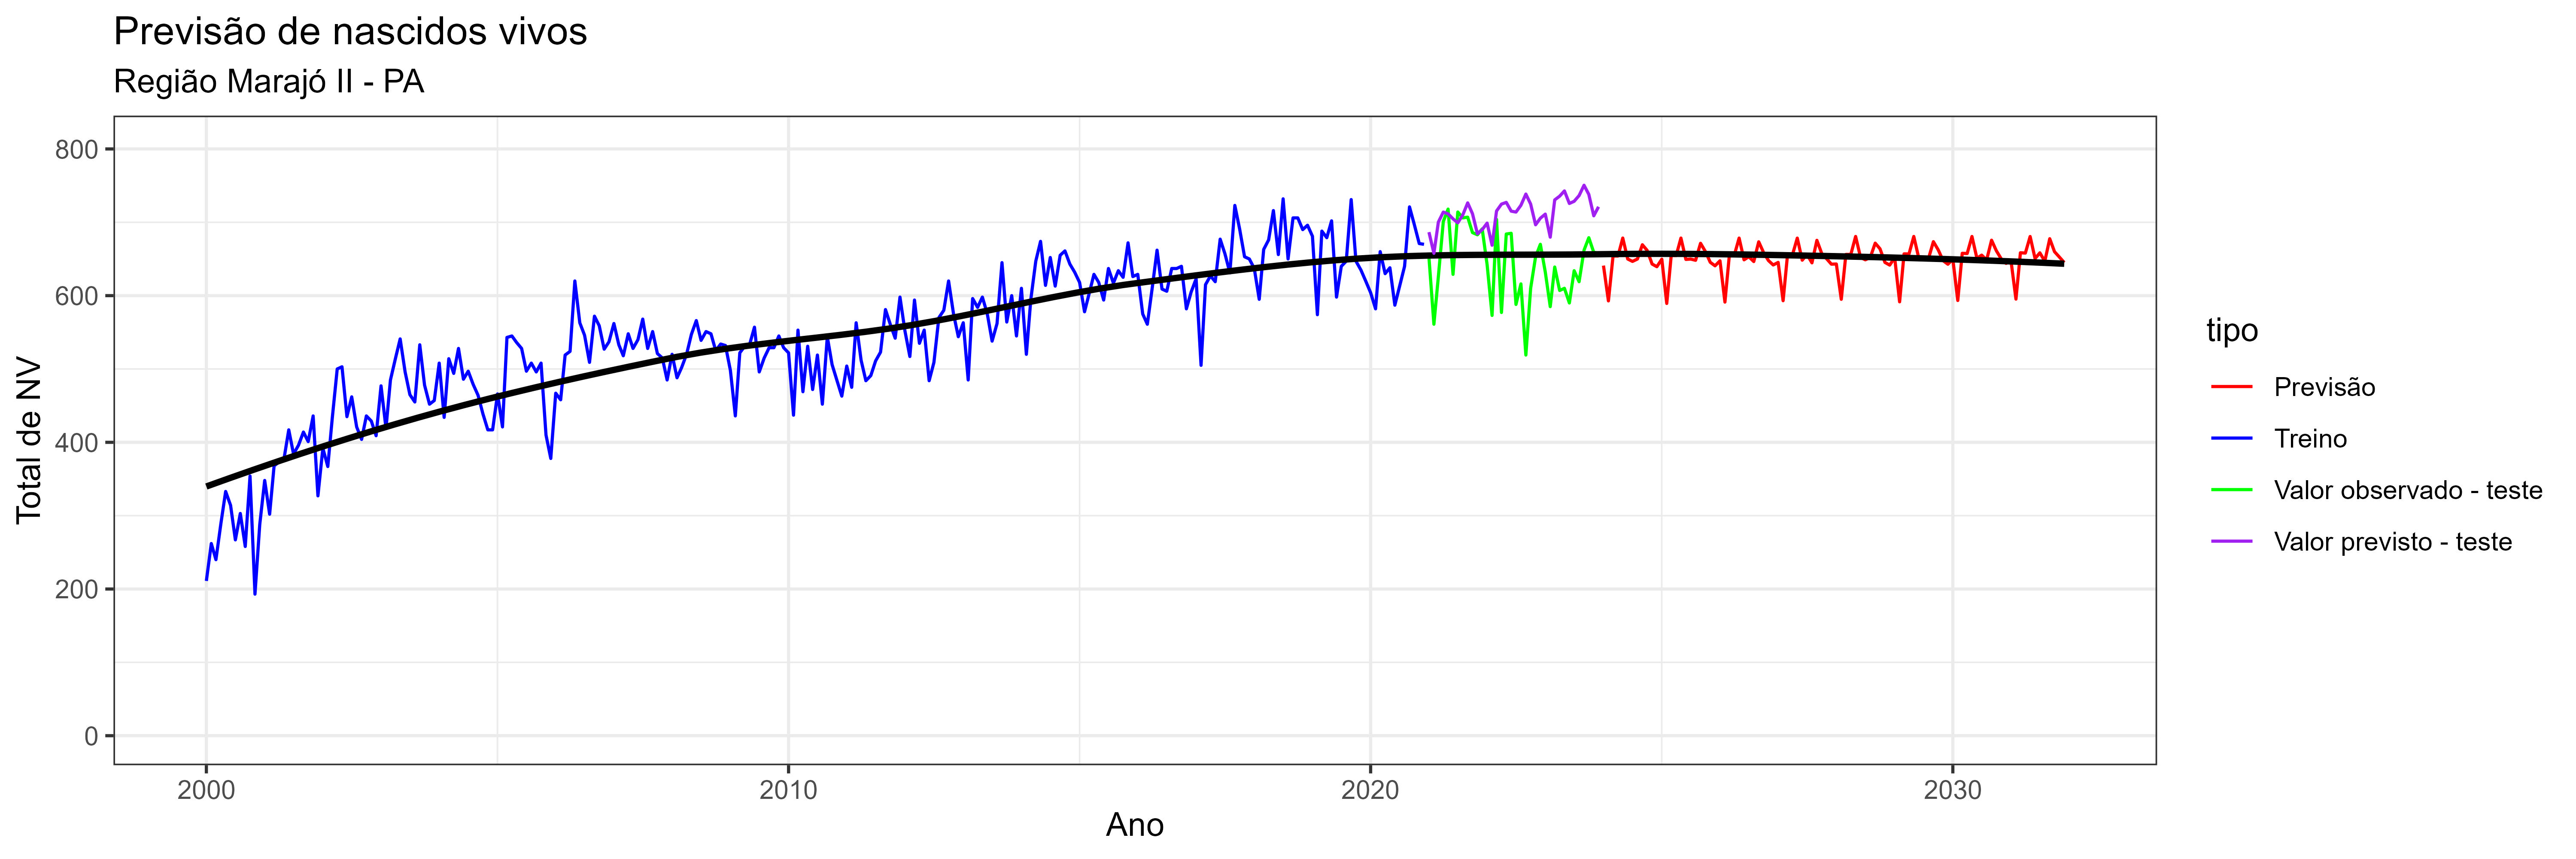 Previsão de nascidos vivos
Região Marajó II - PA
Total de NV
800
600
400
200
0
2000
2010
2020
2030
Ano
tipo
Previsão
Treino
Valor observado - teste
Valor previsto - teste